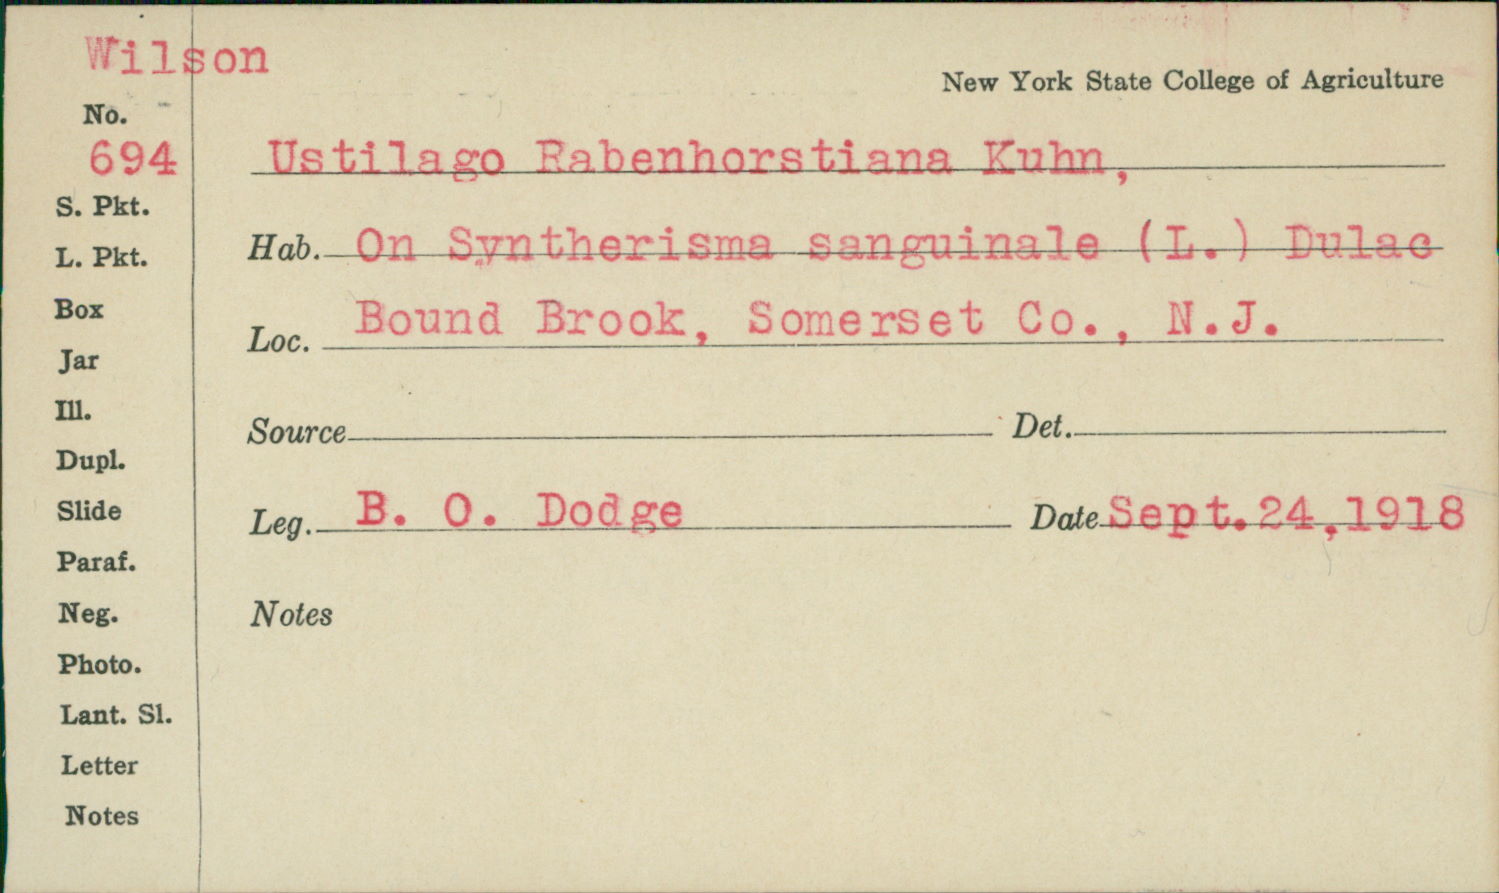 Wilson
New York State College of Agriculture
No.
694
Ustilago Rabenhorstiana Kuhn,
S. Pkt.
Hab. On Syntherisma sanguinale (L.) Dulac
L. Pkt.
Box
Loc. Bound Brook, Somerset Co., N.J.
Jar
Ill.
Source Det.
Dupl.
Slide
Leg. B. O. Dodge Date Sept.24,1918
Paraf.
Neg.
Notes
Photo.
Lant. Sl.
Letter
Notes